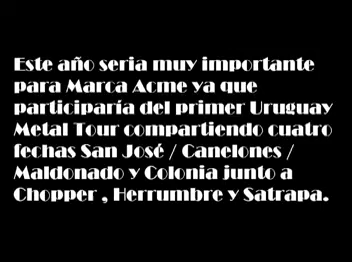 Este año seria muy importante
para Marca Acme ya que
participaría del primer Uruguay
Metal Tour compartiendo cuatro
fechas San José / Canelones /
Maldonado y Colonia junto a
Chopper , Herrumbre y Satrapa.